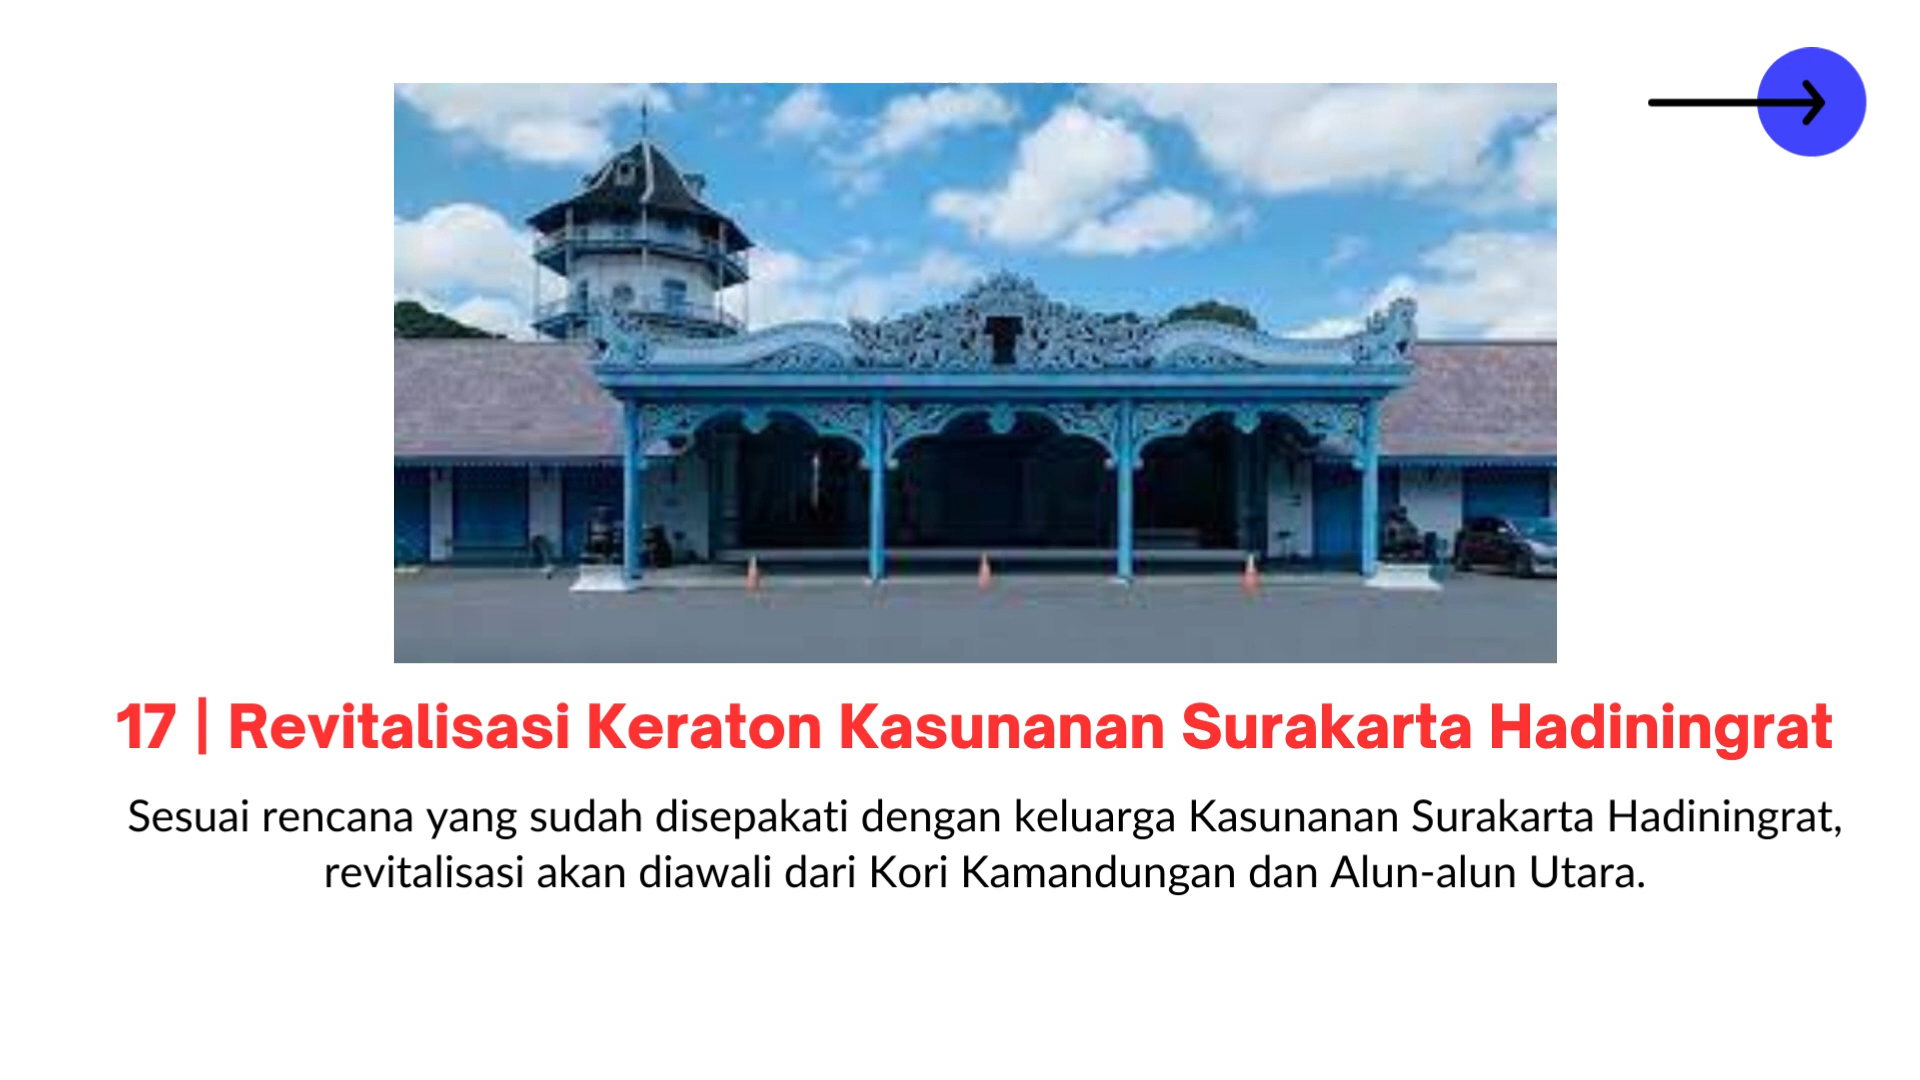 17 | Revitalisasi Keraton Kasunanan Surakarta Hadiningrat
Sesuai rencana yang sudah disepakati dengan keluarga Kasunanan Surakarta Hadiningrat,
revitalisasi akan diawali dari Kori Kamandungan dan Alun-alun Utara.